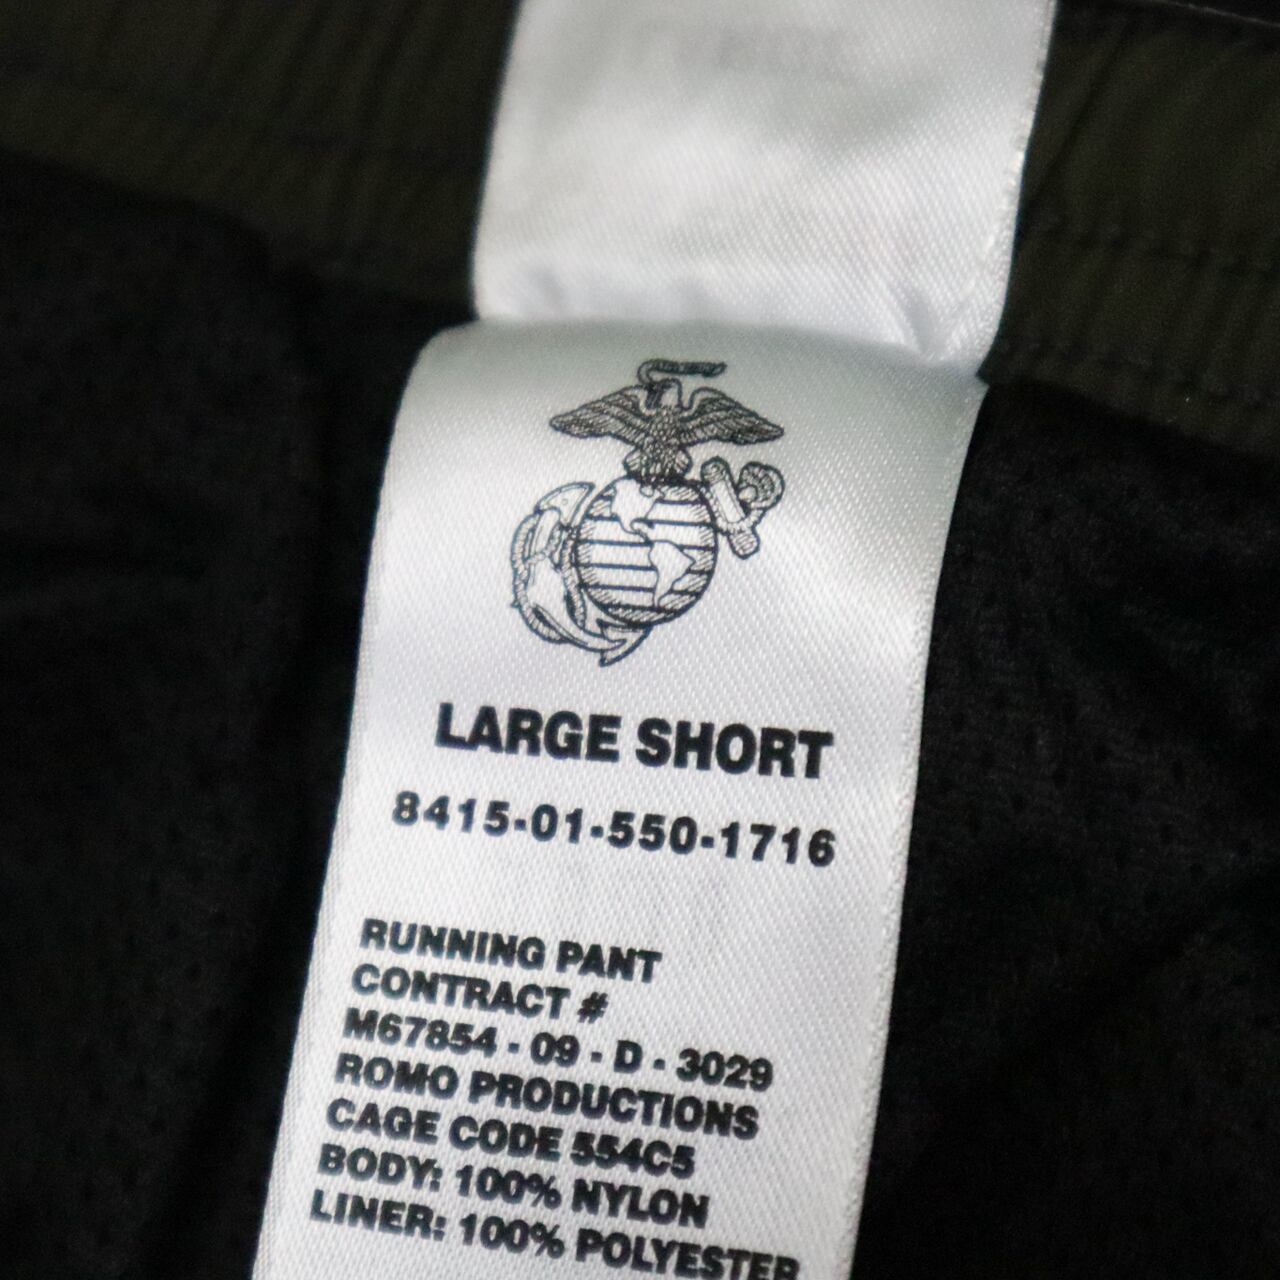 LARGE SHORT
8415-01-550-1716
RUNNING PANT
CONTRACT #
M67854 - 09 - D - 3029
ROMO PRODUCTIONS
CAGE CODE 554C5
BODY: 100% NYLON
LINER: 100% POLYESTER